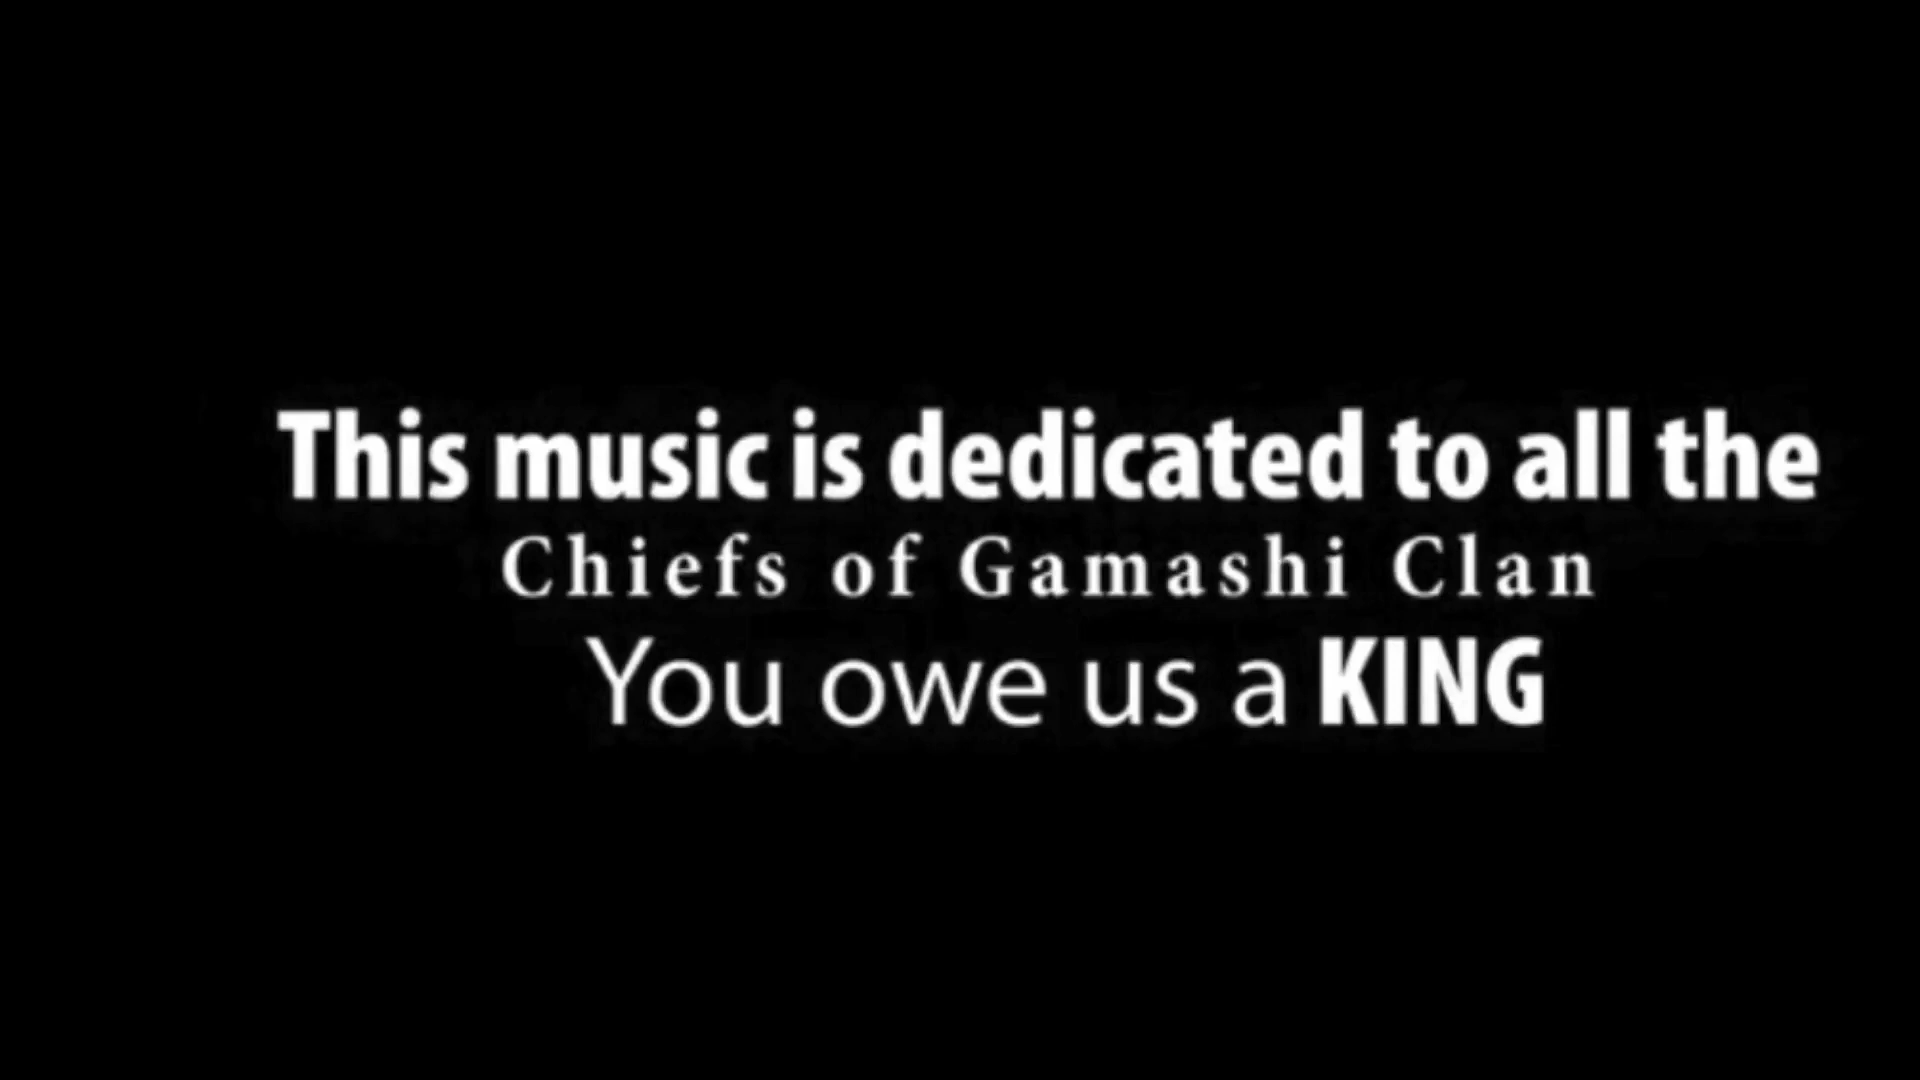 This music is dedicated to all the
Chiefs of Gamashi Clan
You owe us a KING